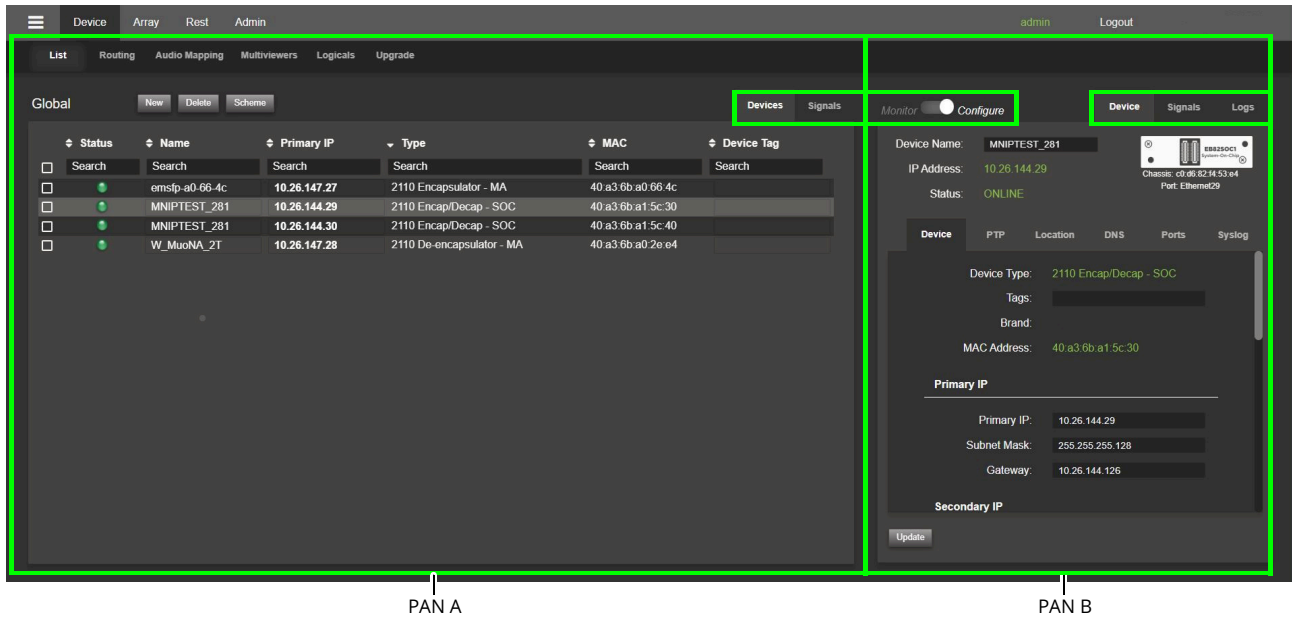 Device Array Rest Admin admin Logout
List Routing Audio Mapping Multiviewers Logicals Upgrade
Global New Delete Scheme Devices Signals Monitor Configure Device Signals Logs
Status Name Primary IP Type MAC Device Tag
Search Search Search Search Search Search
emsfp-a0-66-4c 10.26.147.27 2110 Encapsulator - MA 40:a3:6b:a0:66:4c
MNIPTEST_281 10.26.144.29 2110 Encap/Decap - SOC 40:a3:6b:a1:5c:30
MNIPTEST_281 10.26.144.30 2110 Encap/Decap - SOC 40:a3:6b:a1:5c:40
W_MuoNA_2T 10.26.147.28 2110 De-encapsulator - MA 40:a3:6b:a0:2e:e4
Device Name: MNIPTEST_281
IP Address: 10.26.144.29
Status: ONLINE
EB82SOC1
System-On-Chip
Chassis: c0:d6:82:f4:53:e4
Port: Ethernet29
Device PTP Location DNS Ports Syslog
Device Type: 2110 Encap/Decap - SOC
Tags:
Brand:
MAC Address: 40:a3:6b:a1:5c:30
Primary IP
Primary IP: 10.26.144.29
Subnet Mask: 255.255.255.128
Gateway: 10.26.144.126
Secondary IP
Update
PAN A PAN B